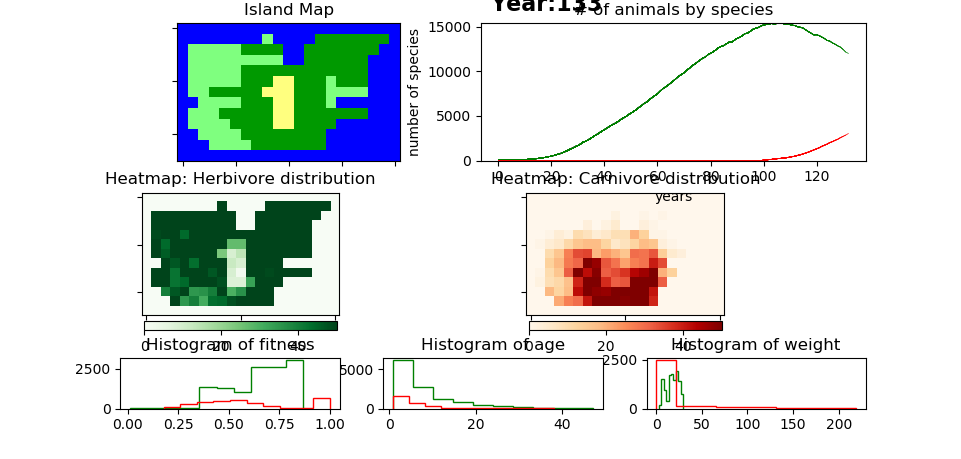 Year:133
Island Map
# of animals by species
number of species
15000
10000
5000
0
0 20 40 60 80 100 120
years
Heatmap: Herbivore distribution
Heatmap: Carnivore distribution
0 20 40
0 20 40
Histogram of fitness
Histogram of age
Histogram of weight
2500
0
0.00 0.25 0.50 0.75 1.00
5000
0
0 20 40
2500
0
0 50 100 150 200